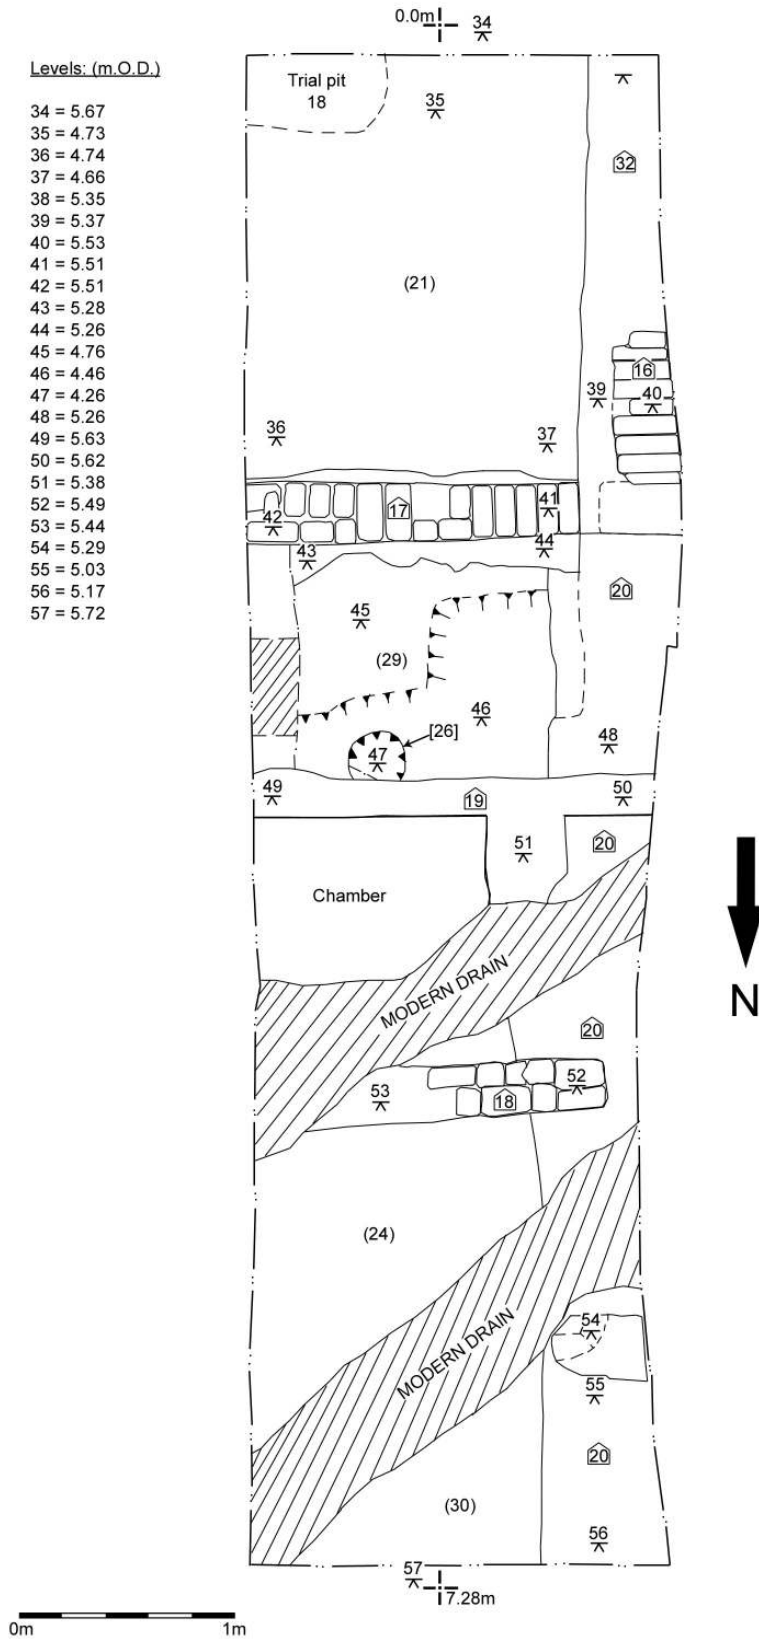 0.0m
34
Levels: (m.O.D.)
34 = 5.67
35 = 4.73
36 = 4.74
37 = 4.66
38 = 5.35
39 = 5.37
40 = 5.53
41 = 5.51
42 = 5.51
43 = 5.28
44 = 5.26
45 = 4.76
46 = 4.46
47 = 4.26
48 = 5.26
49 = 5.63
50 = 5.62
51 = 5.38
52 = 5.49
53 = 5.44
54 = 5.29
55 = 5.03
56 = 5.17
57 = 5.72
Trial pit
18
35
32
(21)
16
39
40
36
37
17
41
42
43
44
20
45
(29)
46
[26]
47
48
49
19
50
51
20
Chamber
MODERN DRAIN
N
20
53
18
52
(24)
54
MODERN DRAIN
55
20
(30)
56
57
7.28m
0m
1m